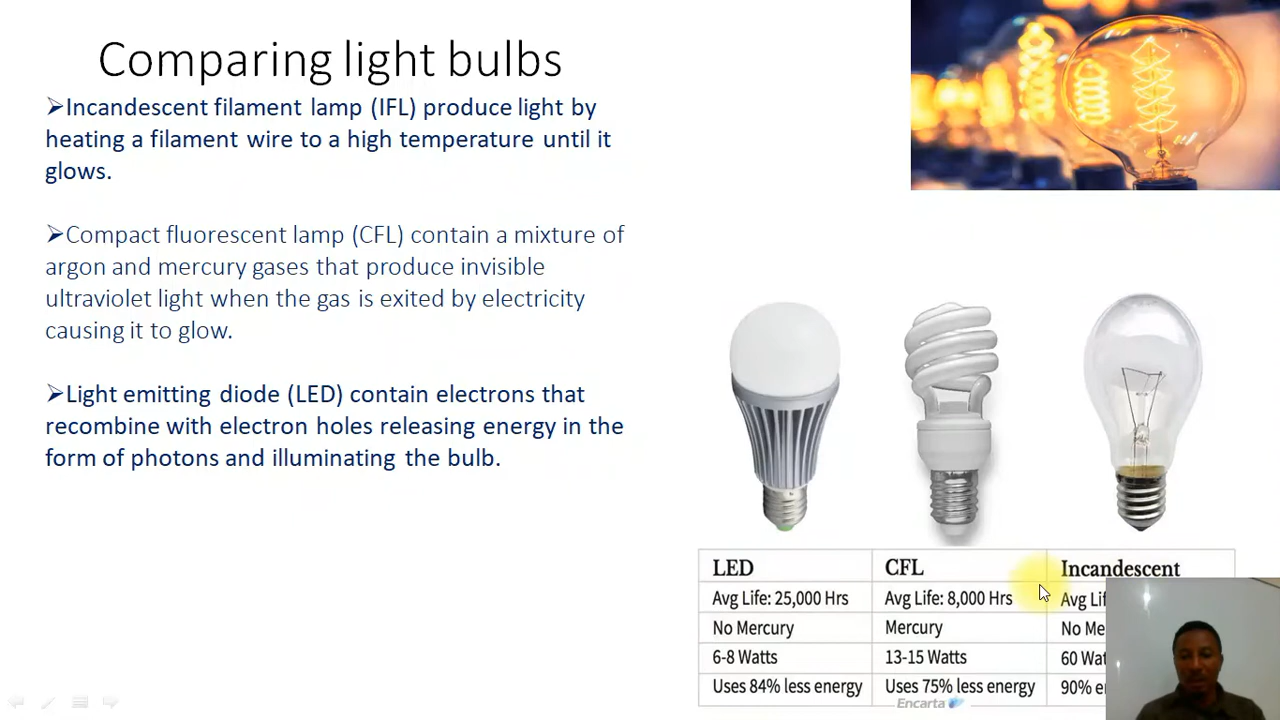 Comparing light bulbs
➢Incandescent filament lamp (IFL) produce light by
heating a filament wire to a high temperature until it
glows.
➢Compact fluorescent lamp (CFL) contain a mixture of
argon and mercury gases that produce invisible
ultraviolet light when the gas is exited by electricity
causing it to glow.
➢Light emitting diode (LED) contain electrons that
recombine with electron holes releasing energy in the
form of photons and illuminating the bulb.
LED CFL Incandescent
Avg Life: 25,000 Hrs Avg Life: 8,000 Hrs Avg
No Mercury Mercury No
6-8 Watts 13-15 Watts 60
Uses 84% less energy Uses 75% less energy 90%
Encarta